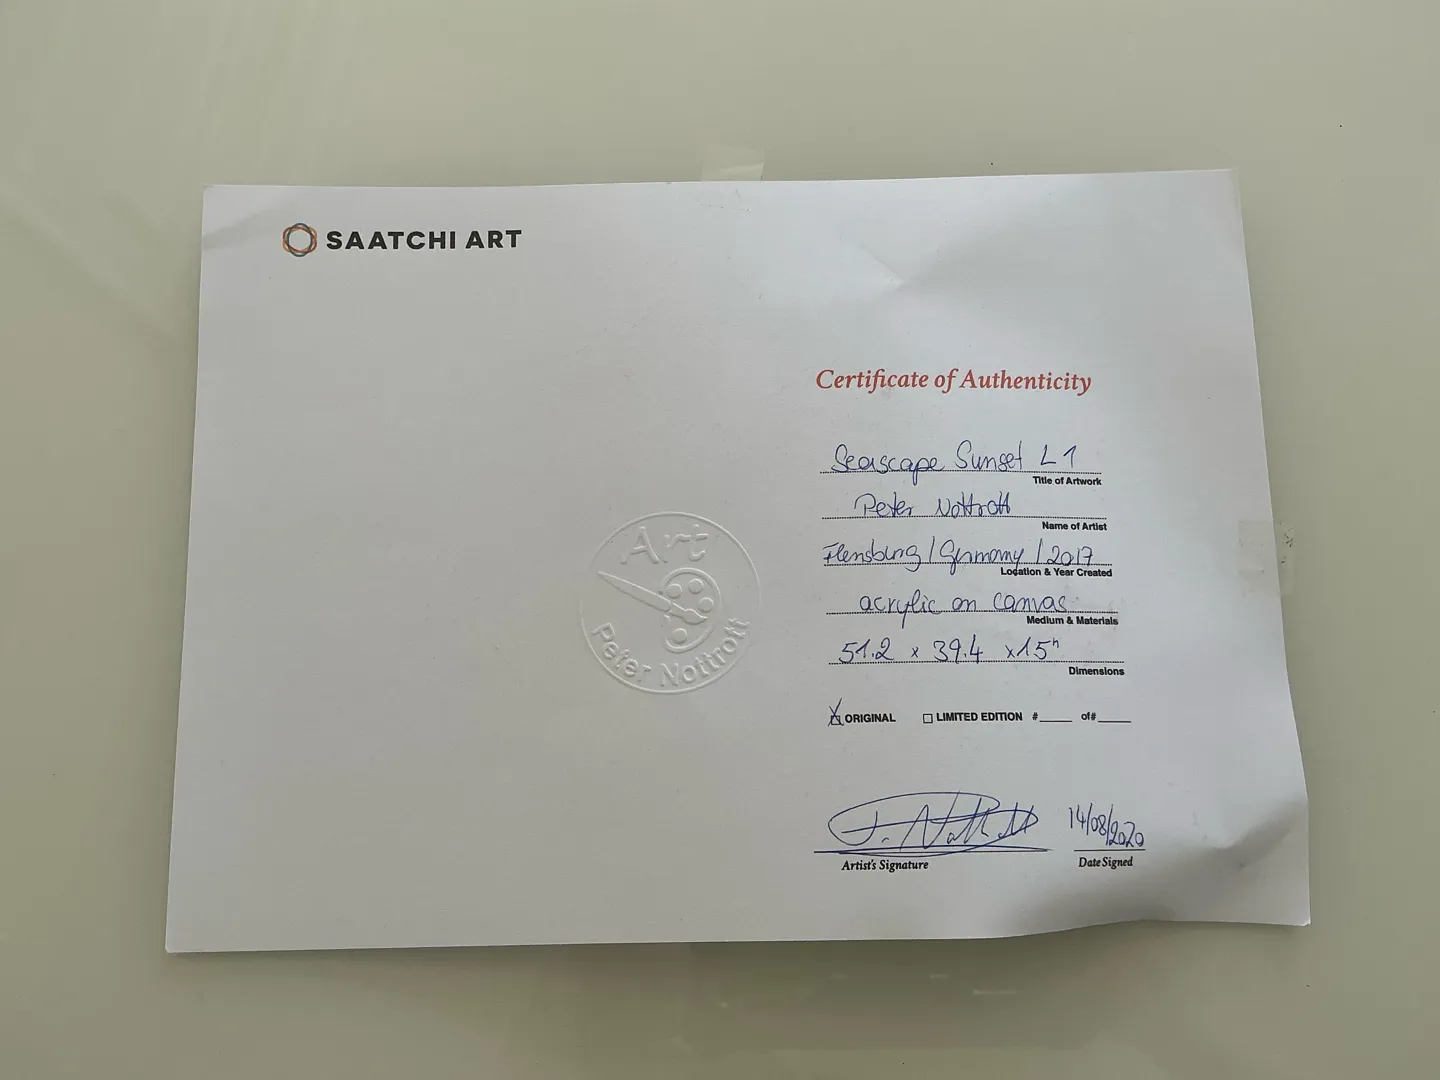 SAATCHI ART
Certificate of Authenticity
Seascape Sunset L 1
Title of Artwork
Peter Nottrott
Name of Artist
Flensburg / Germany / 2017
Location & Year Created
acrylic on canvas
Medium & Materials
51.2 x 39.4 x 1.5"
Dimensions
ORIGINAL LIMITED EDITION # of#
Art
Peter Nottrott
14/08/2020
Artist's Signature
Date Signed